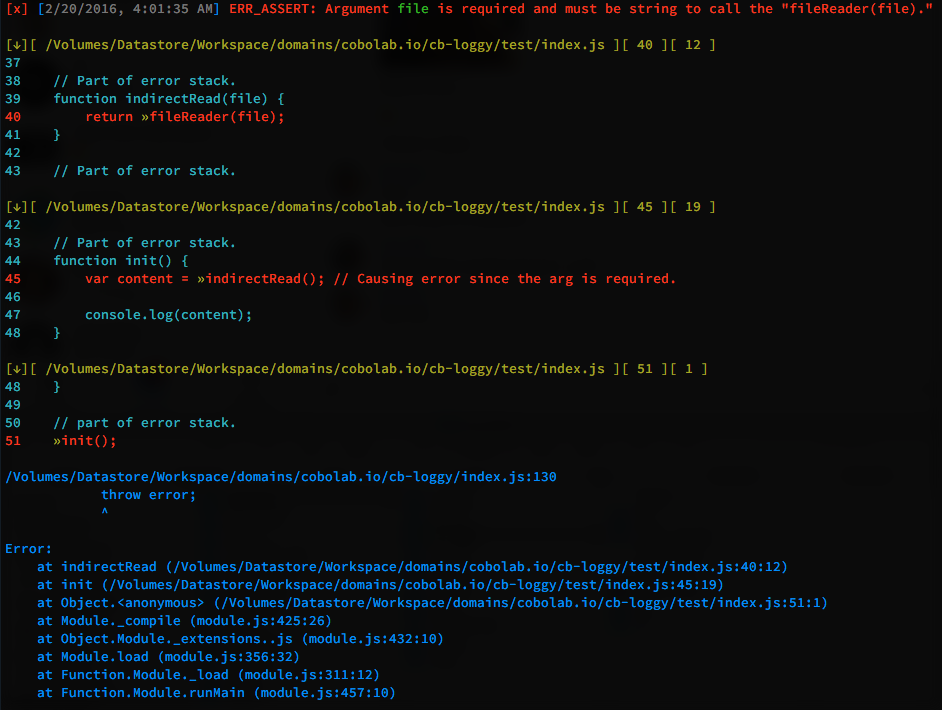 [x] [2/20/2016, 4:01:35 AM] ERR_ASSERT: Argument file is required and must be string to call the "fileReader(file)."
[↓][ /Volumes/Datastore/Workspace/domains/cobolab.io/cb-loggy/test/index.js ][ 40 ][ 12 ]
37
38    // Part of error stack.
39    function indirectRead(file) {
40        return »fileReader(file);
41    }
42
43    // Part of error stack.
[↓][ /Volumes/Datastore/Workspace/domains/cobolab.io/cb-loggy/test/index.js ][ 45 ][ 19 ]
42
43    // Part of error stack.
44    function init() {
45        var content = »indirectRead(); // Causing error since the arg is required.
46
47        console.log(content);
48    }
[↓][ /Volumes/Datastore/Workspace/domains/cobolab.io/cb-loggy/test/index.js ][ 51 ][ 1 ]
48    }
49
50    // part of error stack.
51    »init();
/Volumes/Datastore/Workspace/domains/cobolab.io/cb-loggy/index.js:130
            throw error;
            ^
Error:
    at indirectRead (/Volumes/Datastore/Workspace/domains/cobolab.io/cb-loggy/test/index.js:40:12)
    at init (/Volumes/Datastore/Workspace/domains/cobolab.io/cb-loggy/test/index.js:45:19)
    at Object.<anonymous> (/Volumes/Datastore/Workspace/domains/cobolab.io/cb-loggy/test/index.js:51:1)
    at Module._compile (module.js:425:26)
    at Object.Module._extensions..js (module.js:432:10)
    at Module.load (module.js:356:32)
    at Function.Module._load (module.js:311:12)
    at Function.Module.runMain (module.js:457:10)